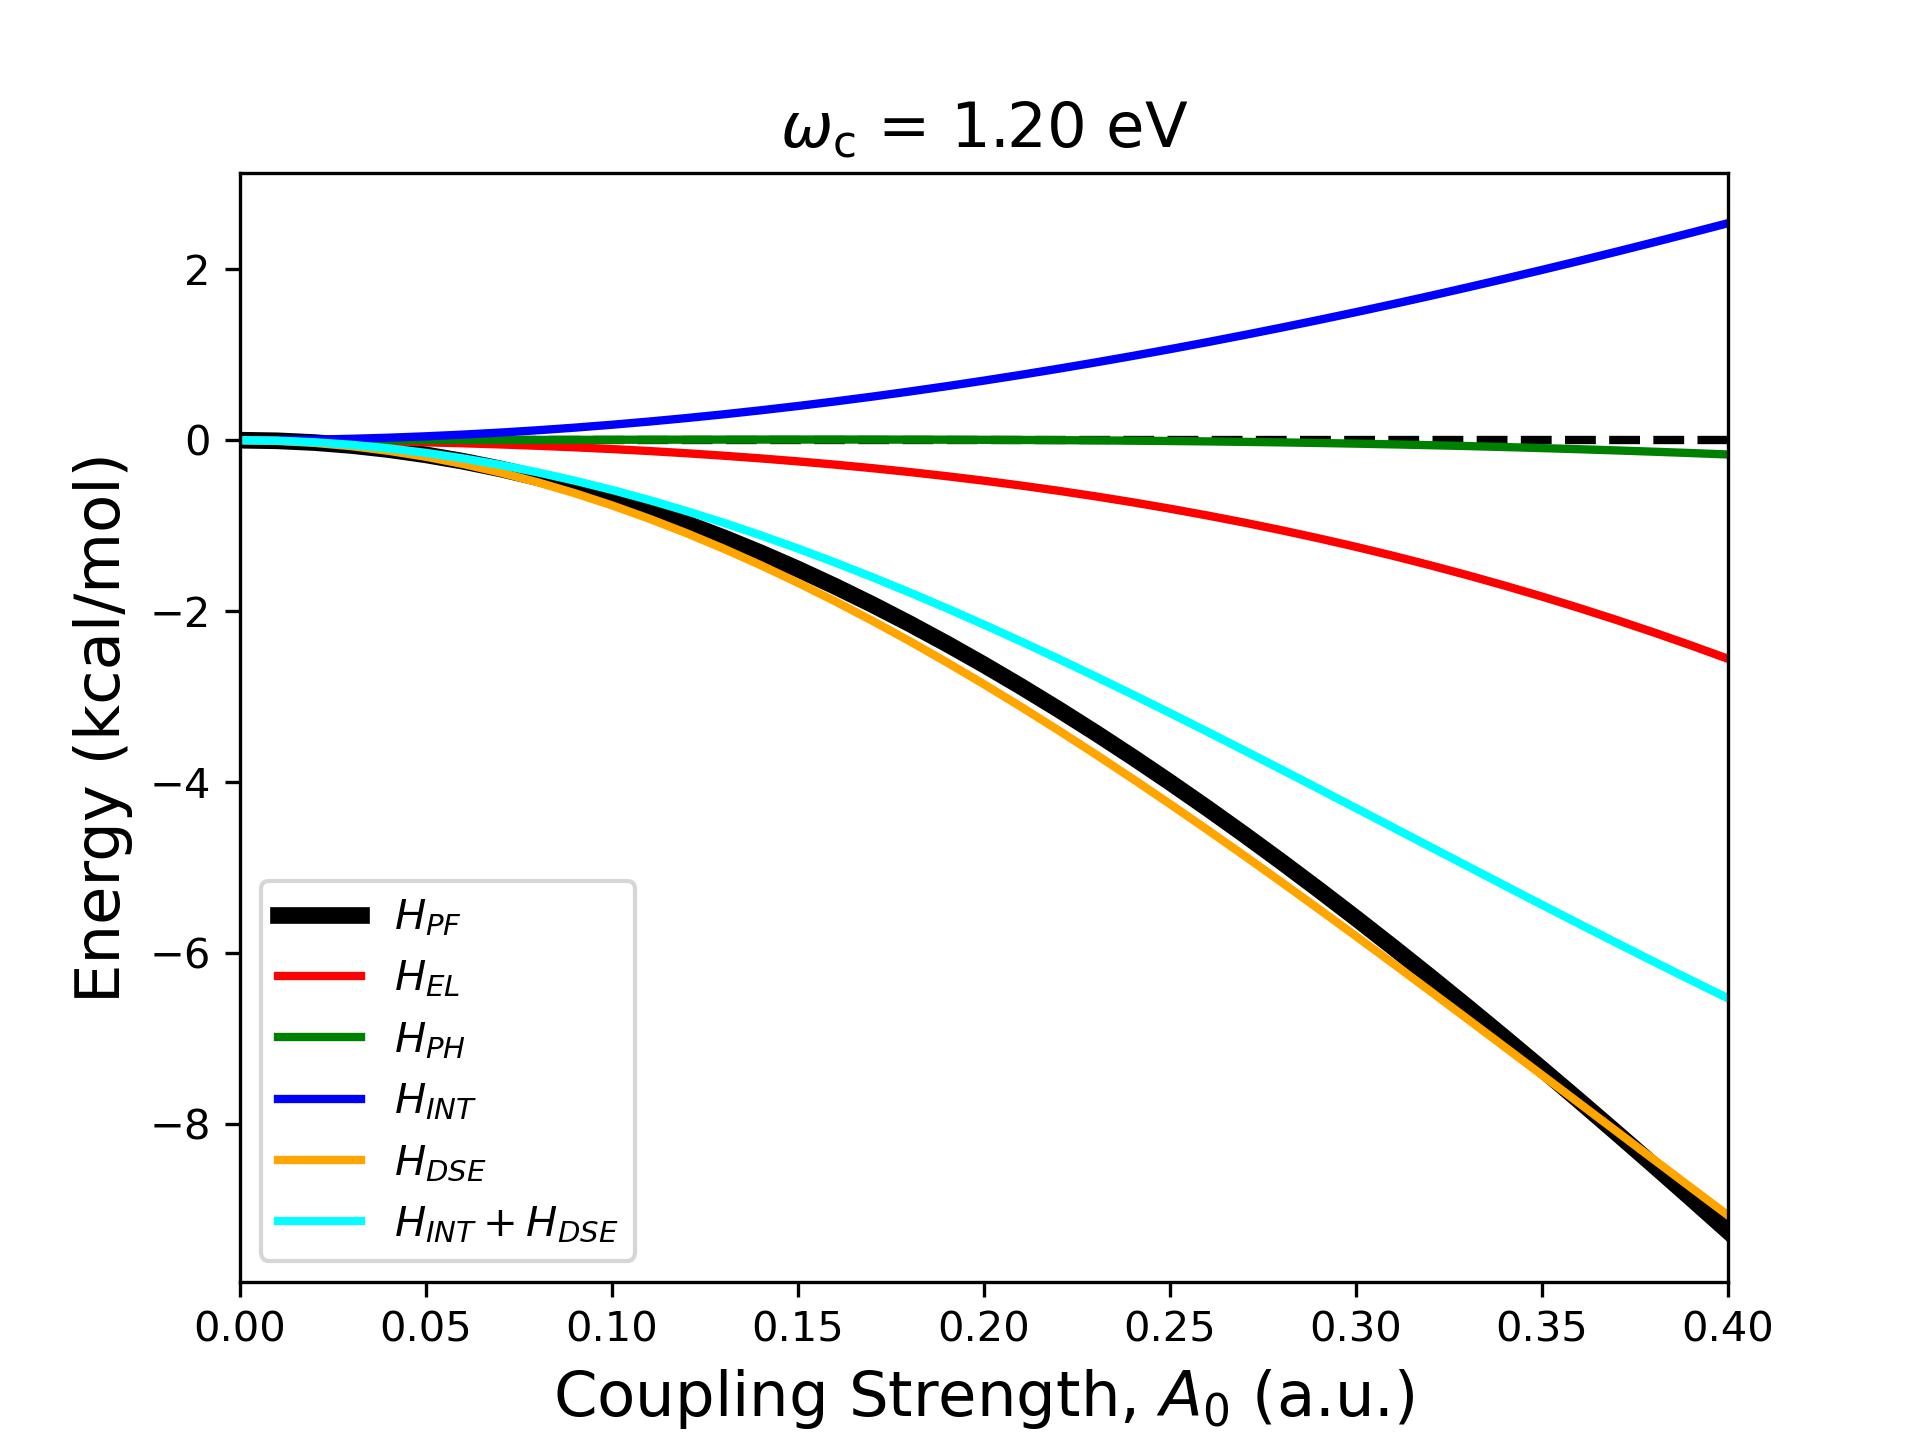 ω_c = 1.20 eV
Energy (kcal/mol)
2
0
−2
−4
−6
−8
H_PF
H_EL
H_PH
H_INT
H_DSE
H_INT + H_DSE
0.00 0.05 0.10 0.15 0.20 0.25 0.30 0.35 0.40
Coupling Strength, A_0 (a.u.)